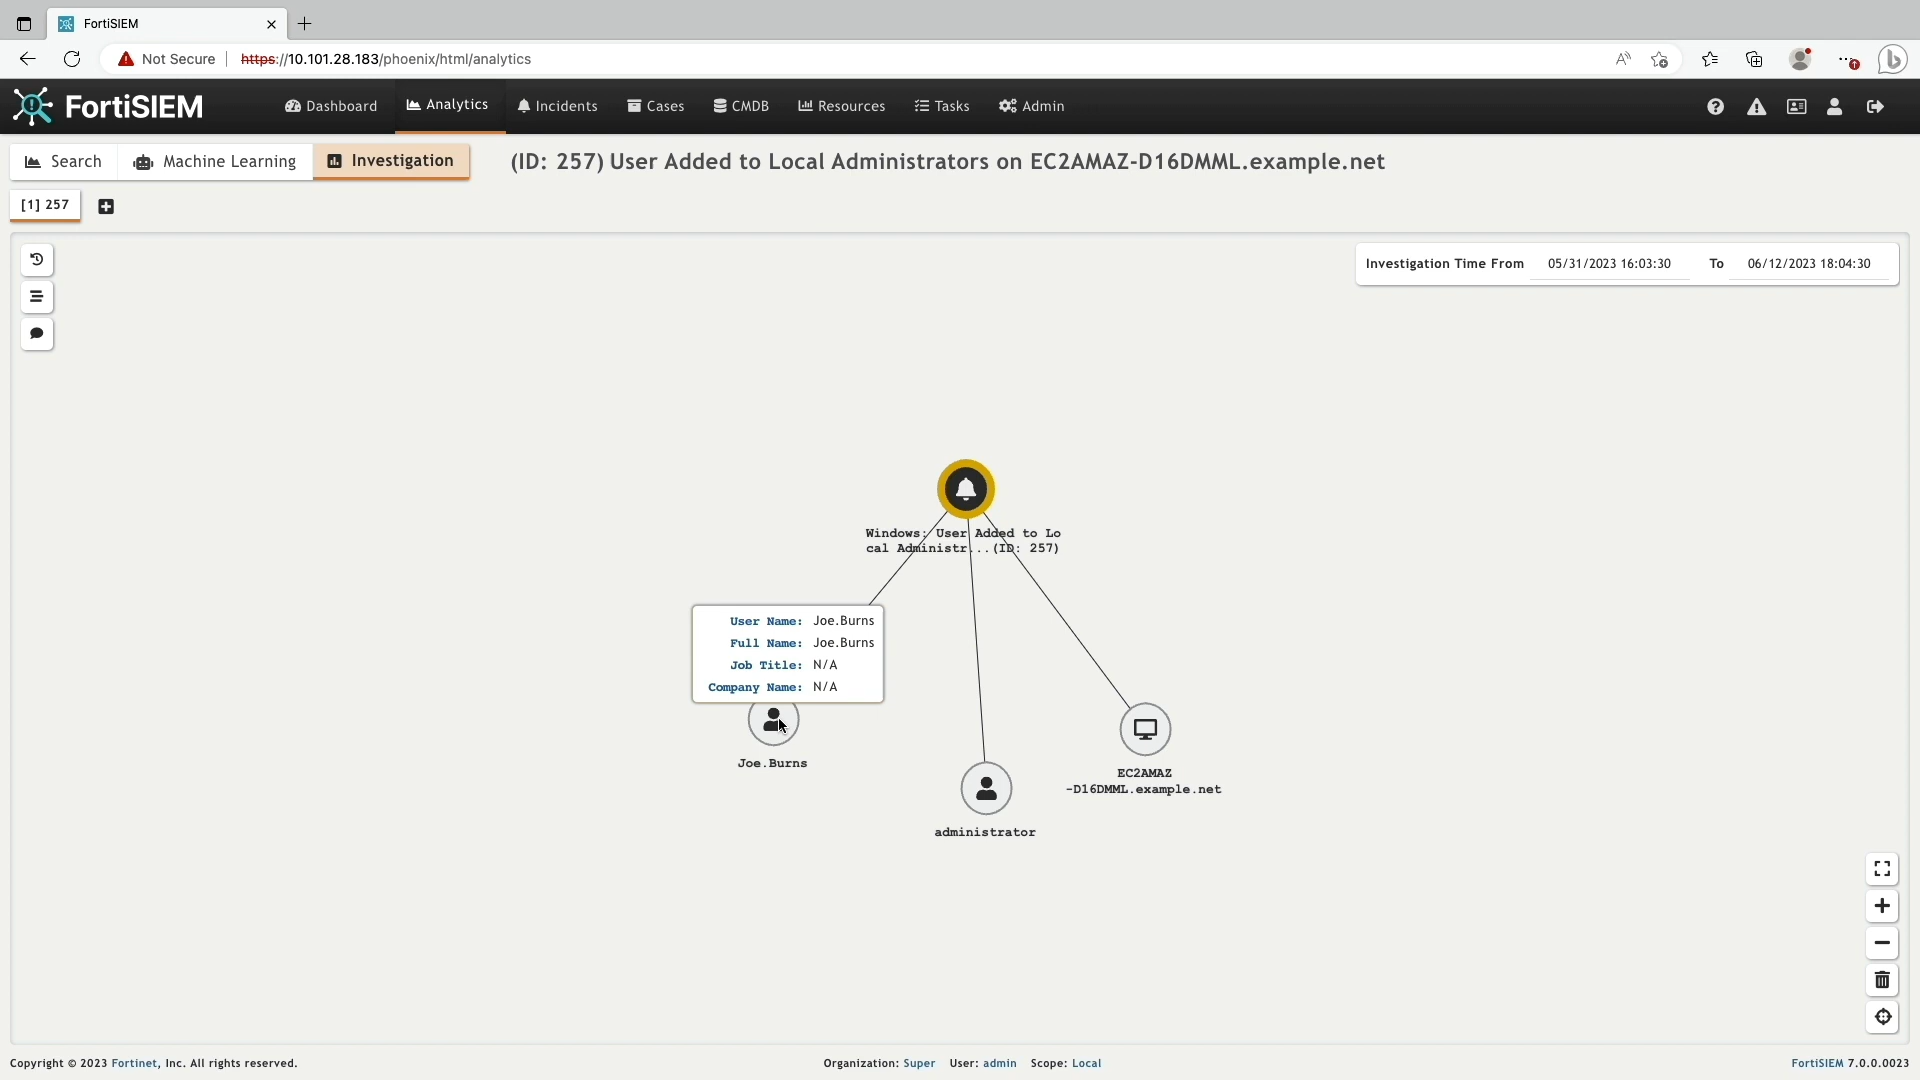 FortiSIEM
Not Secure https://10.101.28.183/phoenix/html/analytics
FortiSIEM Dashboard Analytics Incidents Cases CMDB Resources Tasks Admin
Search Machine Learning Investigation (ID: 257) User Added to Local Administrators on EC2AMAZ-D16DMML.example.net
[1] 257
Investigation Time From 05/31/2023 16:03:30 To 06/12/2023 18:04:30
Windows: User Added to Lo
cal Administr...(ID: 257)
User Name: Joe.Burns
Full Name: Joe.Burns
Job Title: N/A
Company Name: N/A
Joe.Burns
EC2AMAZ
-D16DMML.example.net
administrator
Copyright © 2023 Fortinet, Inc. All rights reserved. Organization: Super User: admin Scope: Local FortiSIEM 7.0.0.0023